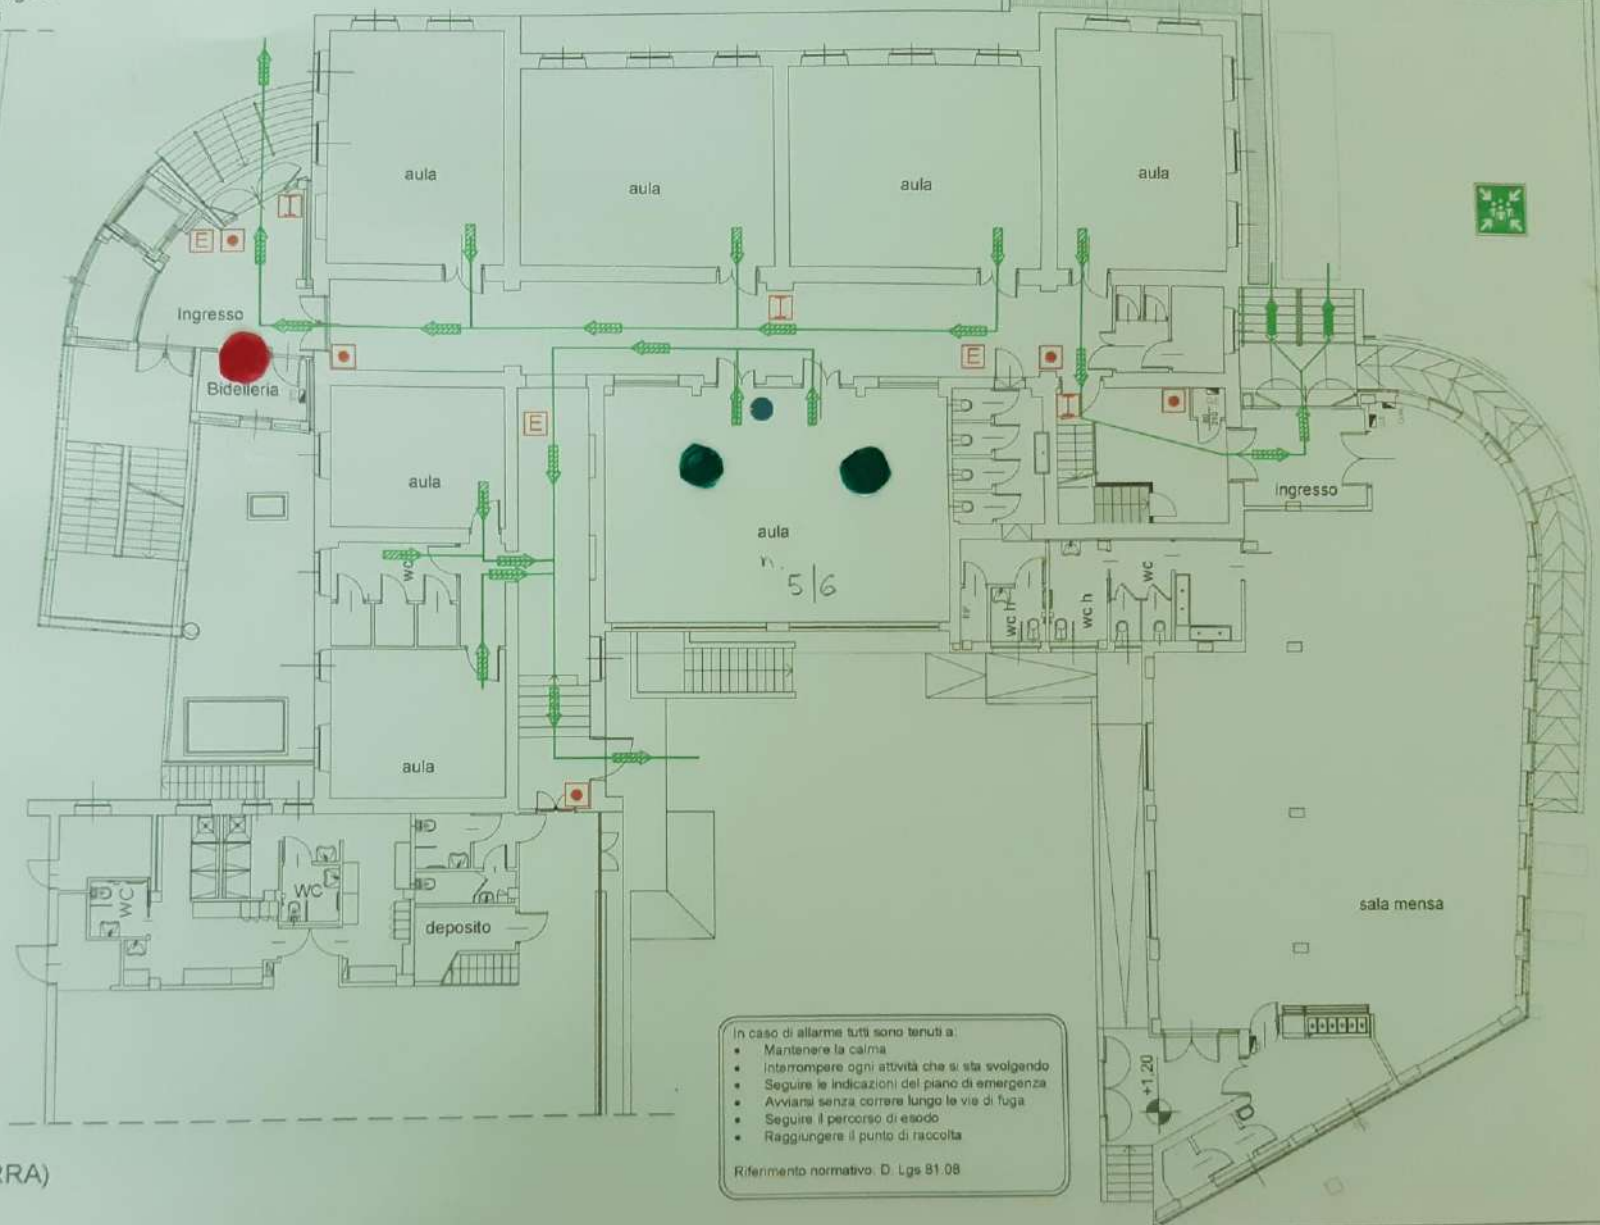 aula
aula
aula
aula
E
Ingresso
E
Bidelleria
E
aula
ingresso
aula
n.
5/6
wc
wc
wc h
wc h
aula
WC
WC
deposito
sala mensa
In caso di allarme tutti sono tenuti a:
• Mantenere la calma
• Interrompere ogni attività che si sta svolgendo
• Seguire le indicazioni del piano di emergenza
• Avviarsi senza correre lungo le vie di fuga
• Seguire il percorso di esodo
• Raggiungere il punto di raccolta
Riferimento normativo: D. Lgs 81.08
+1.20
RRA)